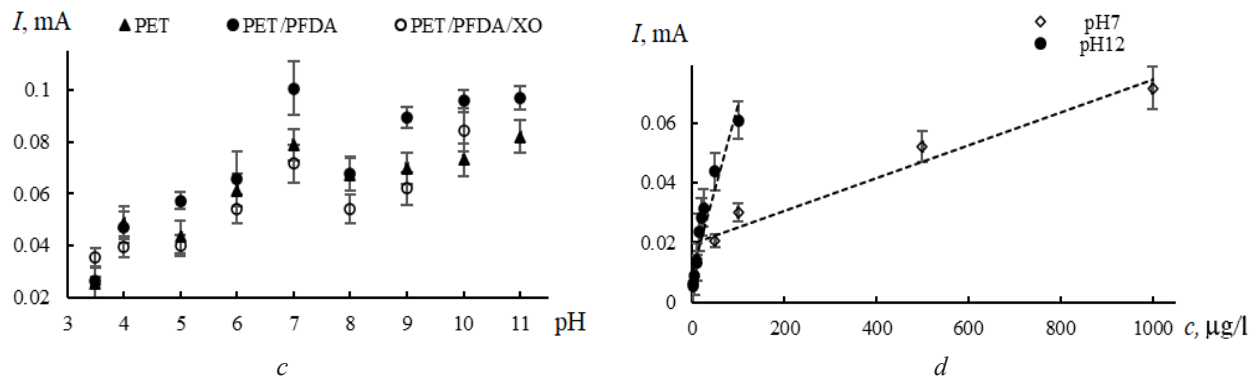 I, mA ▲PET ●PET/PFDA ○PET/PFDA/XO
0.1
0.08
0.06
0.04
0.02
3 4 5 6 7 8 9 10 11 pH
c
I, mA
◇ pH7
● pH12
0.06
0.04
0.02
0
0 200 400 600 800 1000 c, μg/l
d